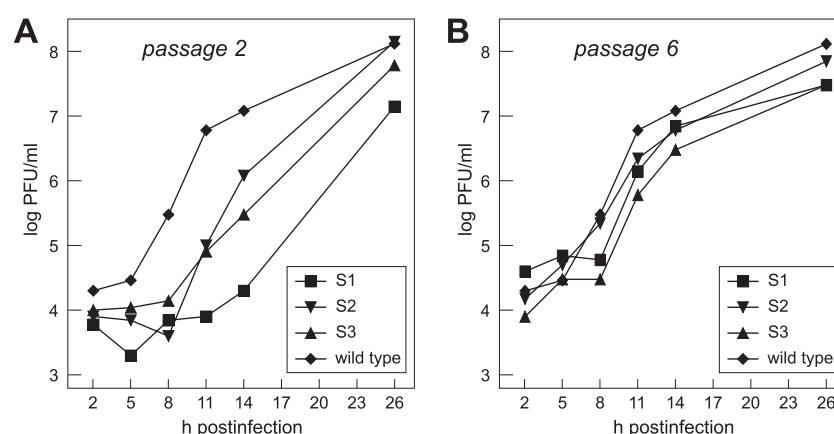 A
passage 2
log PFU/ml
8
7
6
5
4
3
2 5 8 11 14 17 20 23 26
h postinfection
S1
S2
S3
wild type
B
passage 6
log PFU/ml
8
7
6
5
4
3
2 5 8 11 14 17 20 23 26
h postinfection
S1
S2
S3
wild type